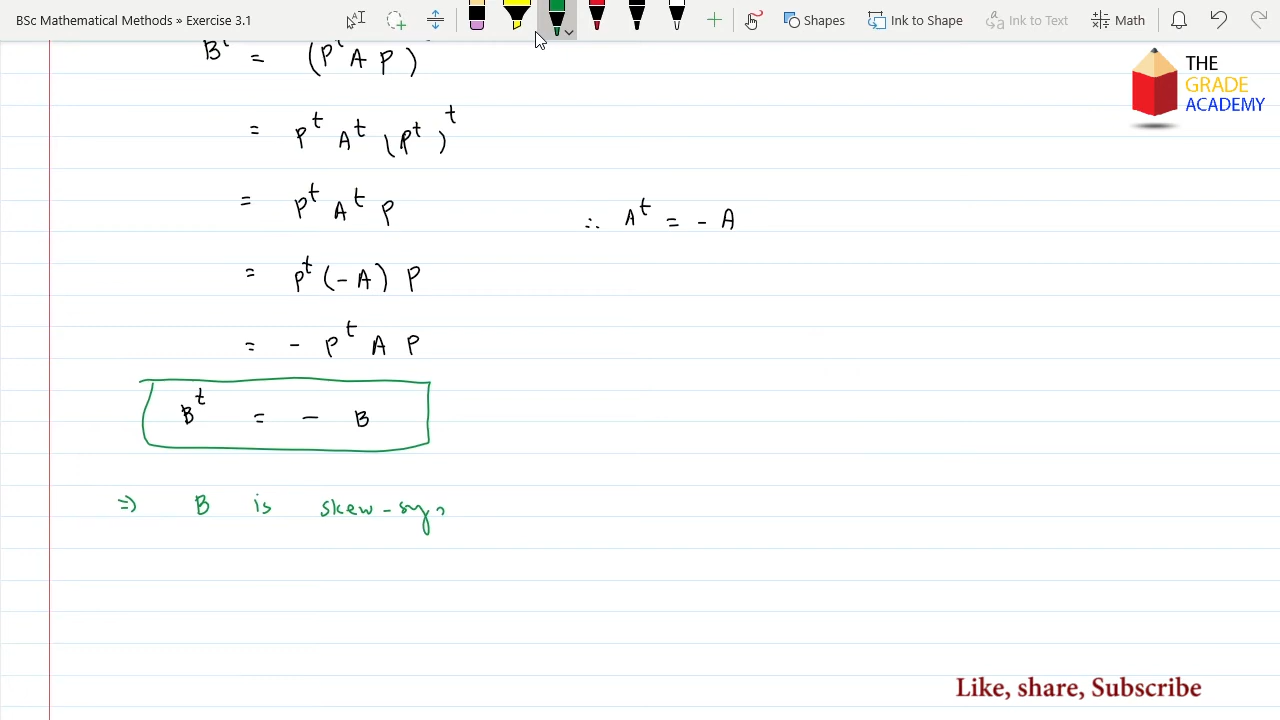 BSc Mathematical Methods » Exercise 3.1
Shapes
Ink to Shape
Ink to Text
Math
THE
GRADE
ACADEMY
B^t = (P^t A P)^t
= P^t A^t (P^t)^t
= P^t A^t P
∴ A^t = - A
= P^t (-A) P
= - P^t A P
B^t = - B
=> B is skew-sy
Like, share, Subscribe